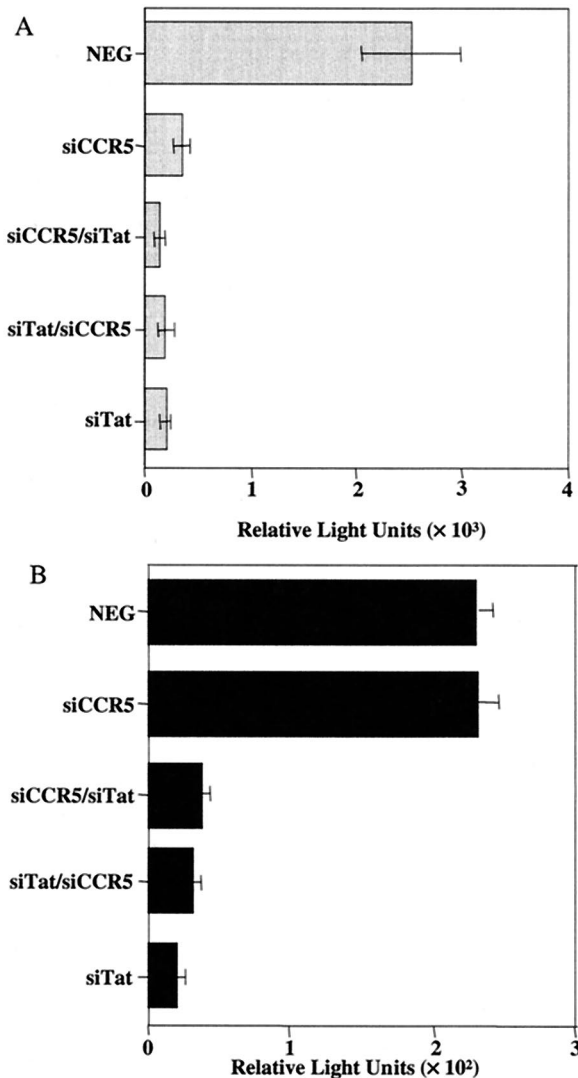 A
NEG
siCCR5
siCCR5/siTat
siTat/siCCR5
siTat
0 1 2 3 4
Relative Light Units (× 10³)
B
NEG
siCCR5
siCCR5/siTat
siTat/siCCR5
siTat
0 1 2 3
Relative Light Units (× 10²)